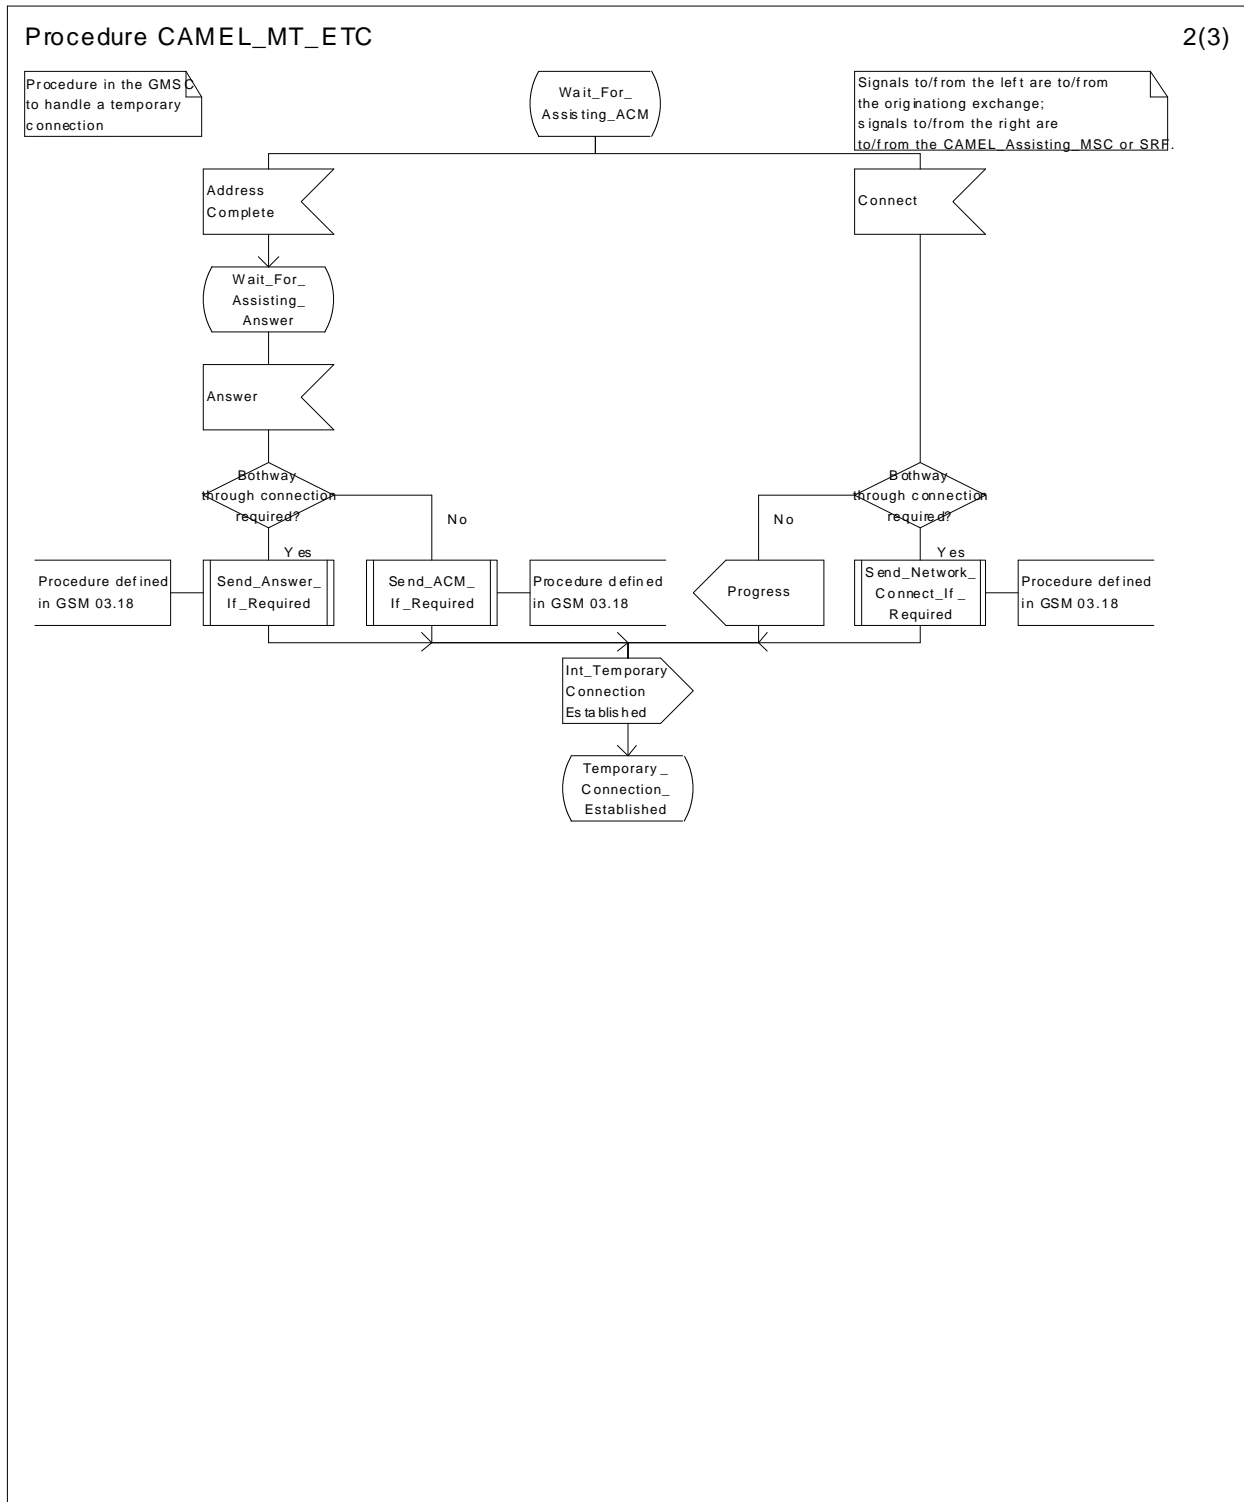 Procedure CAMEL_MT_ETC
2(3)
Procedure in the GMSC
to handle a temporary
connection
Wait_For_
Assisting_ACM
Signals to/from the left are to/from
the originationg exchange;
signals to/from the right are
to/from the CAMEL_Assisting_MSC or SRF.
Address
Complete
Connect
Wait_For_
Assisting_
Answer
Answer
Bothway
through connection
required?
No
Yes
Bothway
through connection
required?
No
Yes
Procedure defined
in GSM 03.18
Send_Answer_
If_Required
Send_ACM_
If_Required
Procedure defined
in GSM 03.18
Progress
Send_Network_
Connect_If_
Required
Procedure defined
in GSM 03.18
Int_Temporary
Connection
Established
Temporary_
Connection_
Established